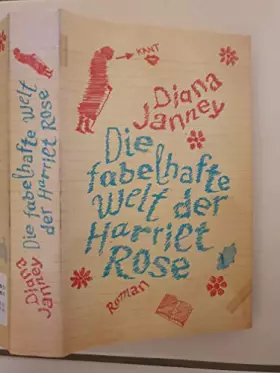 KANT
Diana
Janney
Die
fabelhafte
Welt der
Harriet
Rose
Roman
Diana
Janney
Die fabelhafte Welt
der Harriet Rose